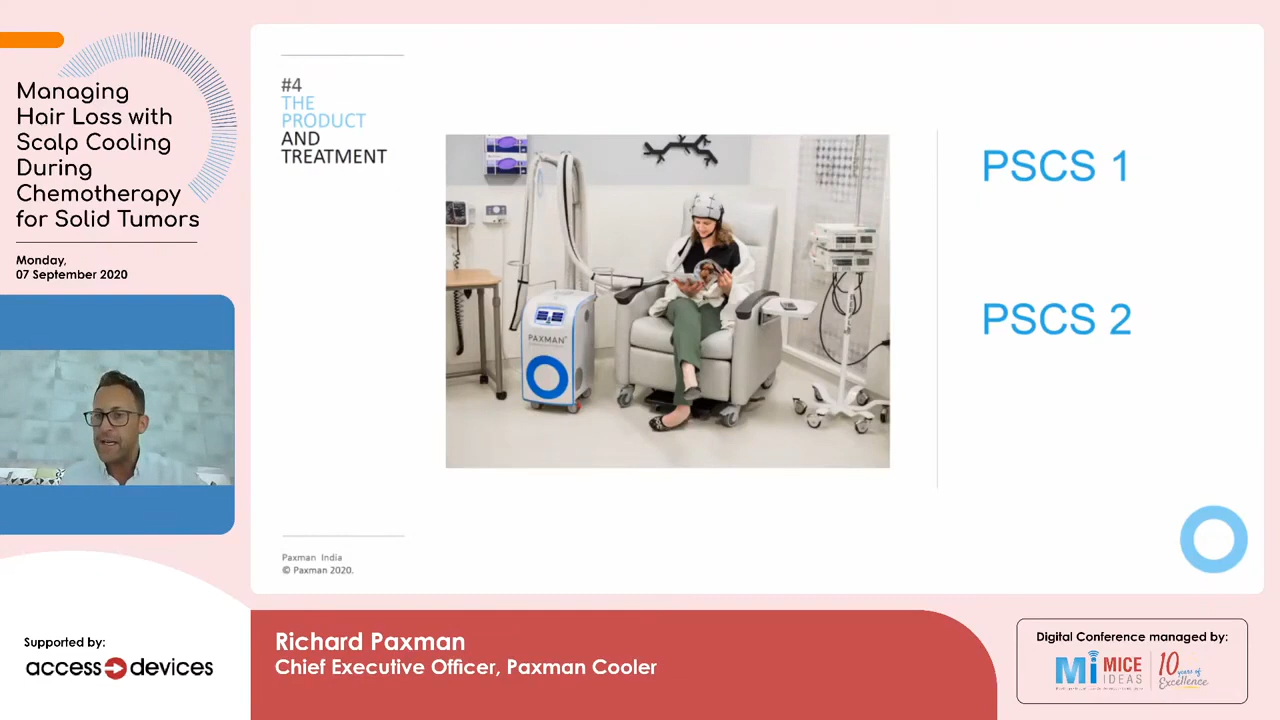 Managing
Hair Loss with
Scalp Cooling
During
Chemotherapy
for Solid Tumors
Monday,
07 September 2020
#4
THE
PRODUCT
AND
TREATMENT
PAXMAN
PSCS 1
PSCS 2
Paxman India
© Paxman 2020.
Supported by:
access devices
Richard Paxman
Chief Executive Officer, Paxman Cooler
Digital Conference managed by:
Mi MICE
IDEAS
10 years of
Excellence